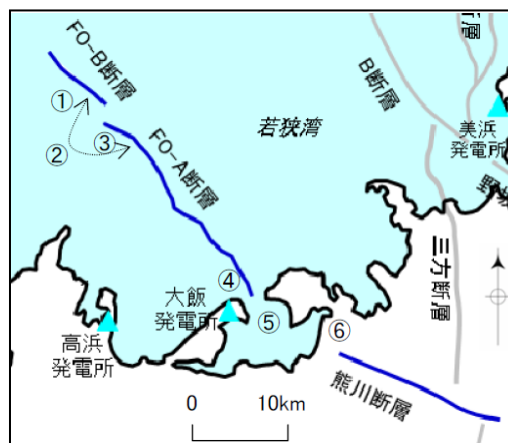 FO-B断層
①
②
③
FO-A断層
若狭湾
B断層
断層
美浜
発電所
三方断層
大飯
発電所
④
⑤
⑥
高浜
発電所
熊川断層
0 10km